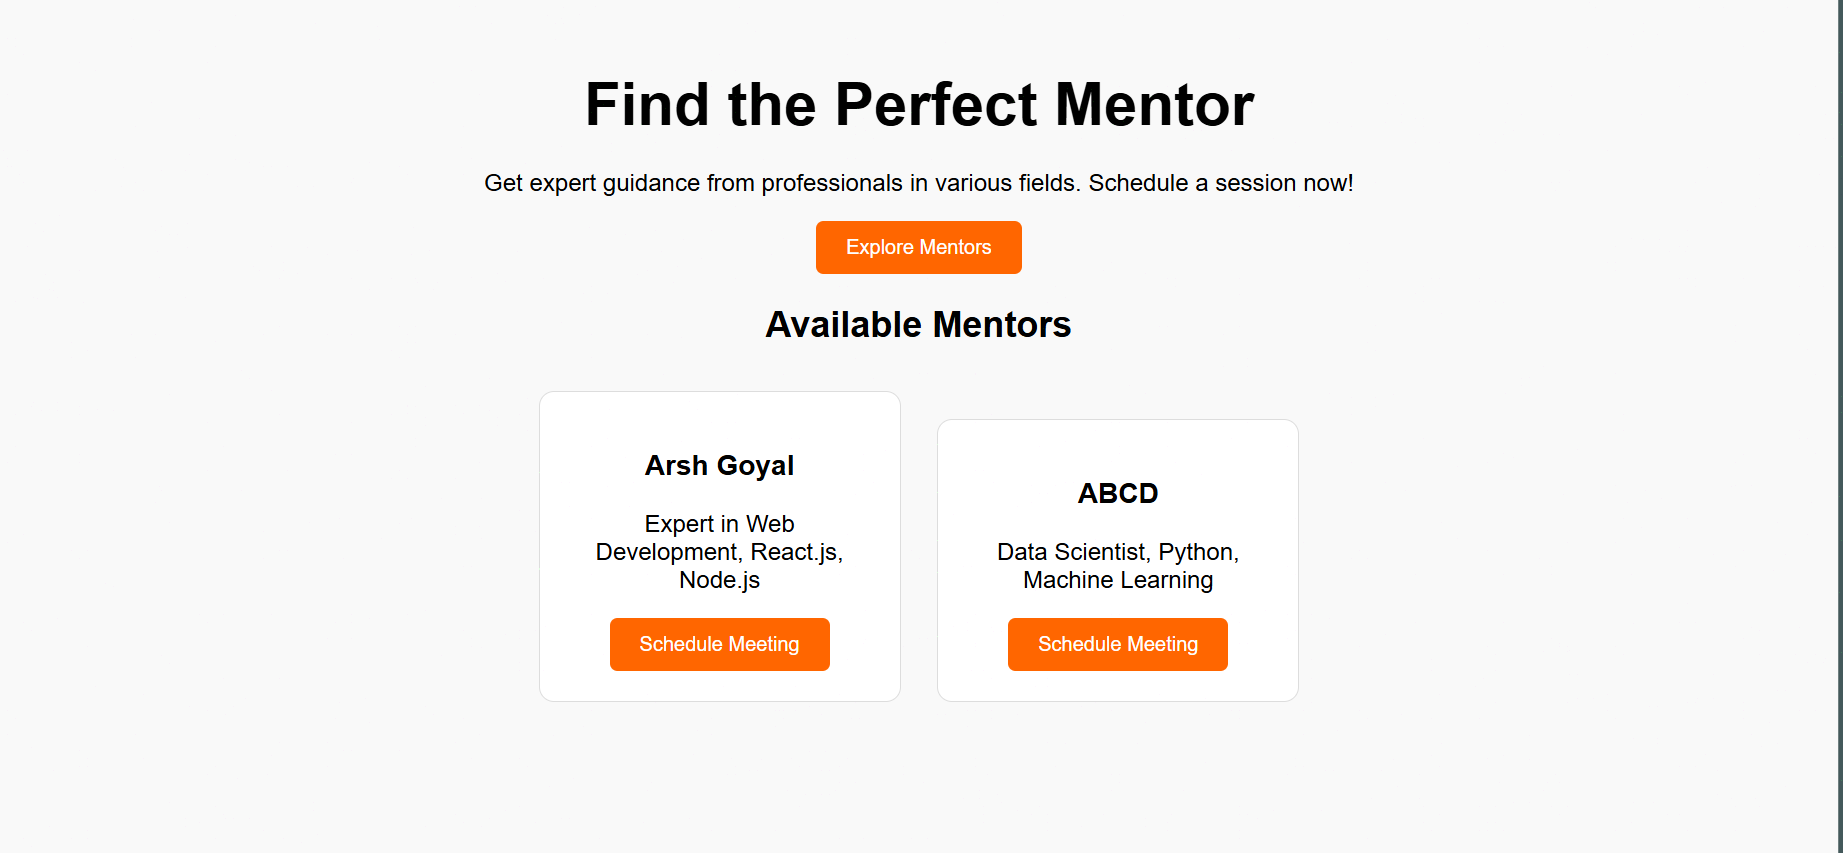 Find the Perfect Mentor
Get expert guidance from professionals in various fields. Schedule a session now!
Explore Mentors
Available Mentors
Arsh Goyal
Expert in Web
Development, React.js,
Node.js
Schedule Meeting
ABCD
Data Scientist, Python,
Machine Learning
Schedule Meeting